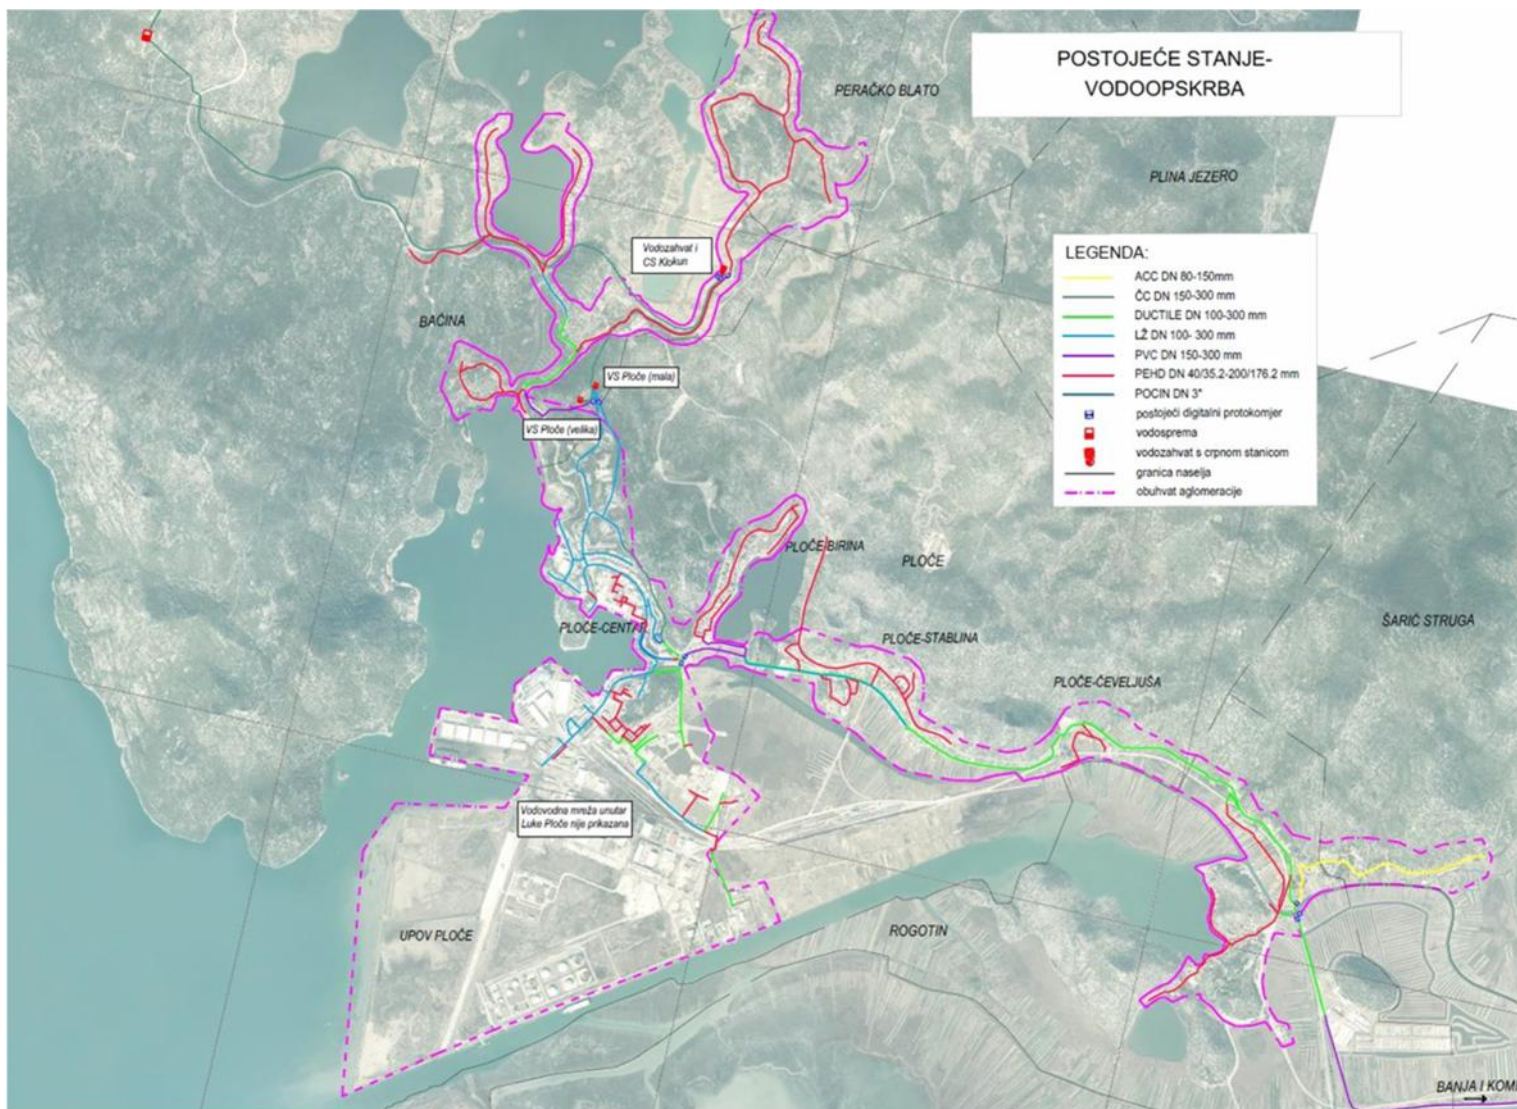 POSTOJEĆE STANJE-
VODOOPSKRBA
PERAČKO BLATO
PLINA JEZERO
Vodozahvat i
CS Klokun
LEGENDA:
ACC DN 80-150mm
ČC DN 150-300 mm
DUCTILE DN 100-300 mm
LŽ DN 100- 300 mm
PVC DN 150-300 mm
PEHD DN 40/35.2-200/176.2 mm
POCIN DN 3"
postojeći digitalni protokomjer
vodosprema
vodozahvat s crpnom stanicom
granica naselja
obuhvat aglomeracije
BAĆINA
VS Ploče (mala)
VS Ploče (velika)
PLOČE-BIRINA
PLOČE
PLOČE-CENTAR
PLOČE-STABLINA
ŠARIĆ STRUGA
PLOČE-ČEVELJUŠA
Vodovodna mreža unutar
Luke Ploče nije prikazana
UPOV PLOČE
ROGOTIN
BANJA I KOM